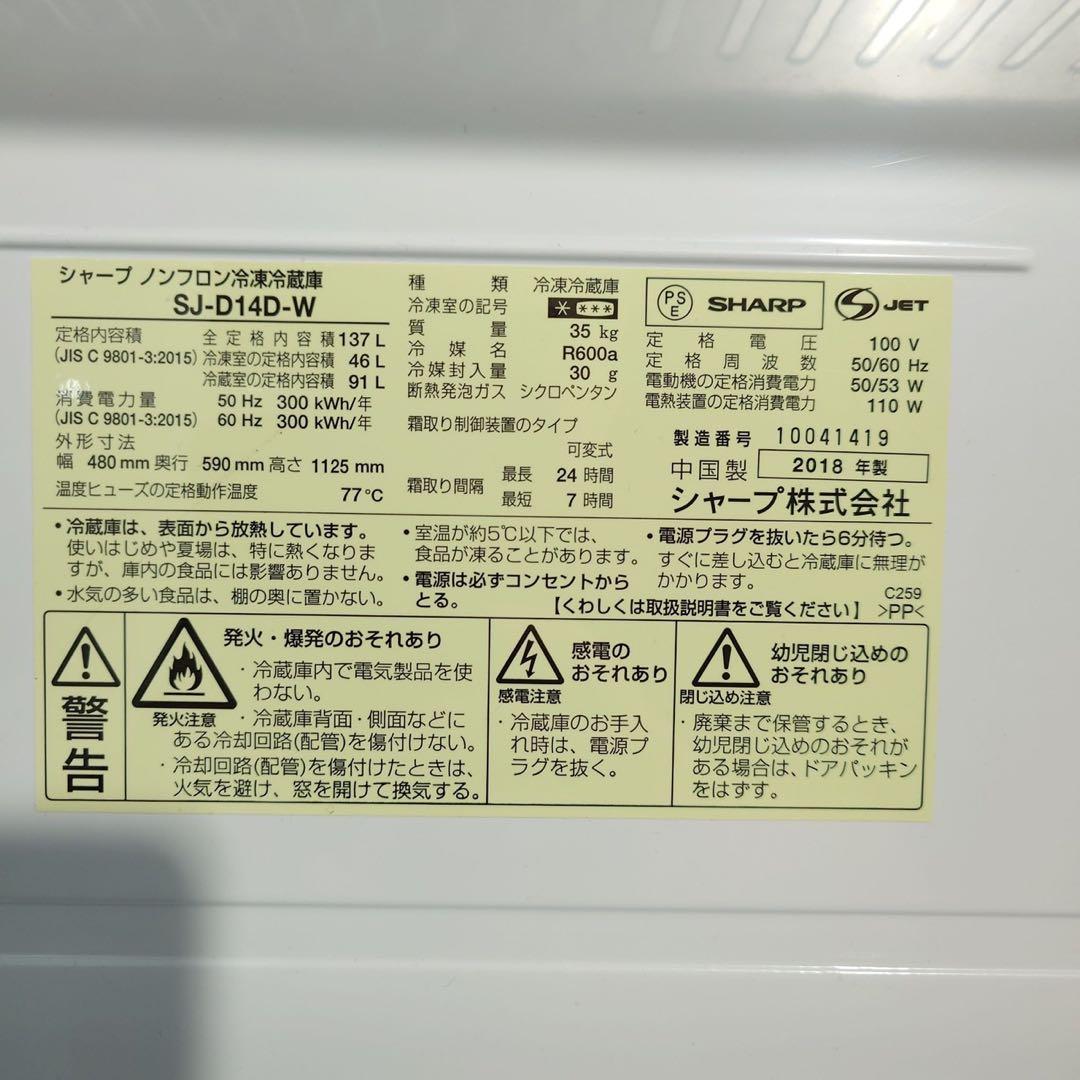 シャープ ノンフロン冷凍冷蔵庫
SJ-D14D-W
定格内容積 全定格内容積 137 L
(JIS C 9801-3:2015) 冷凍室の定格内容積 46 L
冷蔵室の定格内容積 91 L
消費電力量 50 Hz 300 kWh/年
(JIS C 9801-3:2015) 60 Hz 300 kWh/年
外形寸法
幅 480 mm 奥行 590 mm 高さ 1125 mm
温度ヒューズの定格動作温度 77℃
種類 冷凍冷蔵庫
冷凍室の記号 * ***
質量 35 kg
冷媒名 R600a
冷媒封入量 30 g
断熱発泡ガス シクロペンタン
霜取り制御装置のタイプ
可変式
霜取り間隔 最長 24 時間
最短 7 時間
PSE SHARP JET
定格電圧 100 V
定格周波数 50/60 Hz
電動機の定格消費電力 50/53 W
電熱装置の定格消費電力 110 W
製造番号 10041419
中国製 2018 年製
シャープ株式会社
・冷蔵庫は、表面から放熱しています。
使いはじめや夏場は、特に熱くなりま
すが、庫内の食品には影響ありません。
・水気の多い食品は、棚の奥に置かない。
・室温が約5℃以下では、
食品が凍ることがあります。
・電源は必ずコンセントから
とる。
・電源プラグを抜いたら6分待つ。
すぐに差し込むと冷蔵庫に無理が
かかります。
C259
【くわしくは取扱説明書をご覧ください】 >PP<
警告
発火・爆発のおそれあり
発火注意
・冷蔵庫内で電気製品を使
わない。
・冷蔵庫背面・側面などに
ある冷却回路(配管)を傷付けない。
・冷却回路(配管)を傷付けたときは、
火気を避け、窓を開けて換気する。
感電の
おそれあり
感電注意
・冷蔵庫のお手入
れ時は、電源プ
ラグを抜く。
幼児閉じ込めの
おそれあり
閉じ込め注意
・廃棄まで保管するとき、
幼児閉じ込めのおそれが
ある場合は、ドアパッキン
をはずす。